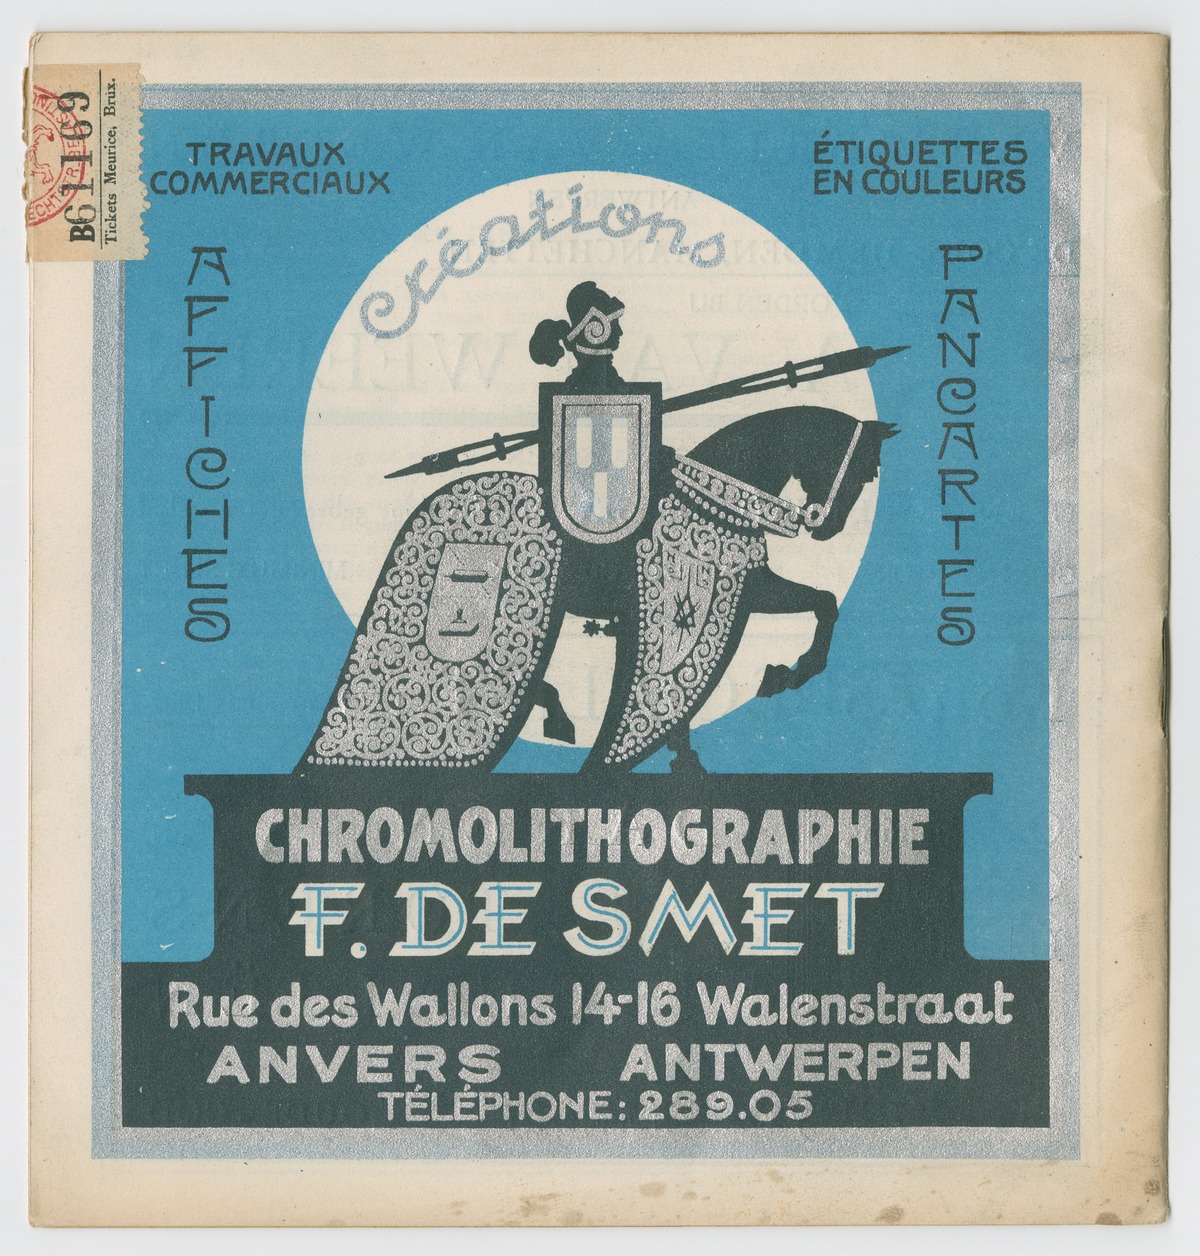 B61169
Tickets Meurice, Brux.
TRAVAUX
COMMERCIAUX
ÉTIQUETTES
EN COULEURS
Créations
AFFICHES
PANCARTES
CHROMOLITHOGRAPHIE
F. DE SMET
Rue des Wallons 14-16 Walenstraat
ANVERS ANTWERPEN
TÉLÉPHONE: 289.05